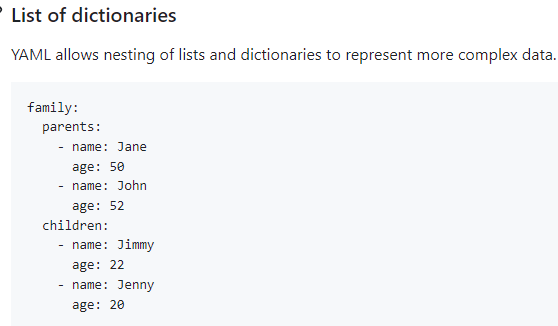 List of dictionaries
YAML allows nesting of lists and dictionaries to represent more complex data.
family:
  parents:
    - name: Jane
      age: 50
    - name: John
      age: 52
  children:
    - name: Jimmy
      age: 22
    - name: Jenny
      age: 20